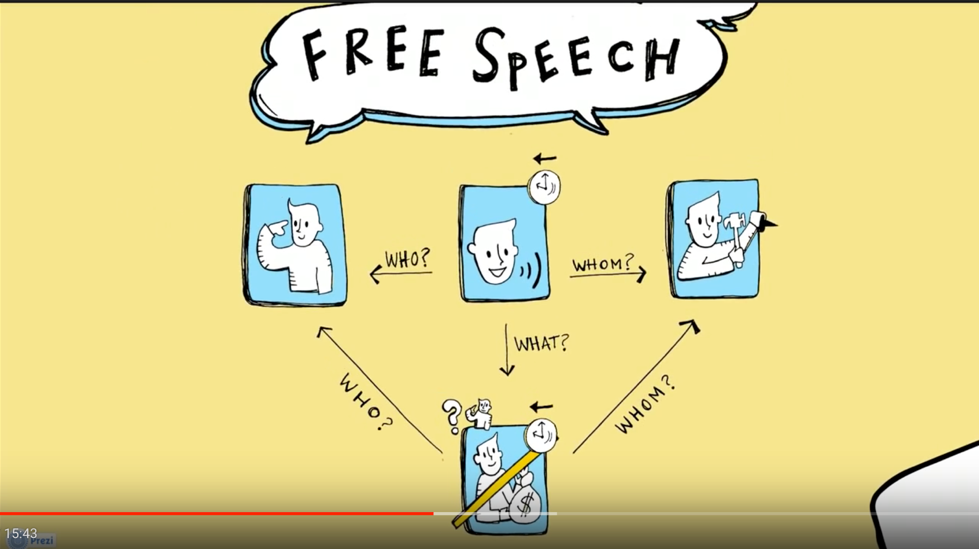 FREE SPEECH
WHO?
WHOM?
WHAT?
?
WHO?
WHOM?
$
15:43
Prezi